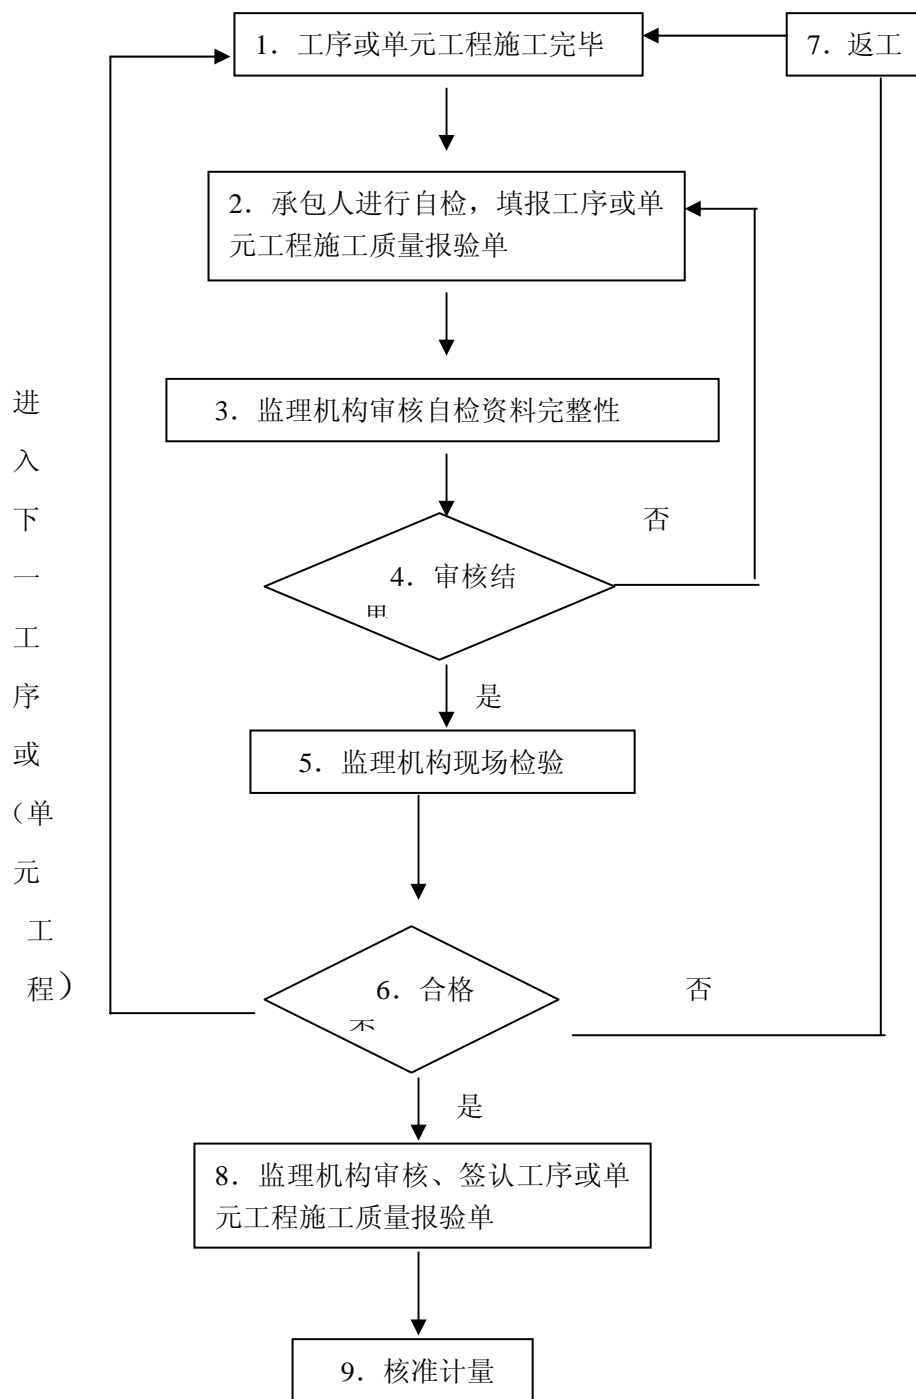 1．工序或单元工程施工完毕
7．返工
2．承包人进行自检，填报工序或单
元工程施工质量报验单
3．监理机构审核自检资料完整性
否
4．审核结
是
5．监理机构现场检验
进
入
下
一
工
序
或
（单
元
工
程）
6．合格
否
是
8．监理机构审核、签认工序或单
元工程施工质量报验单
9．核准计量